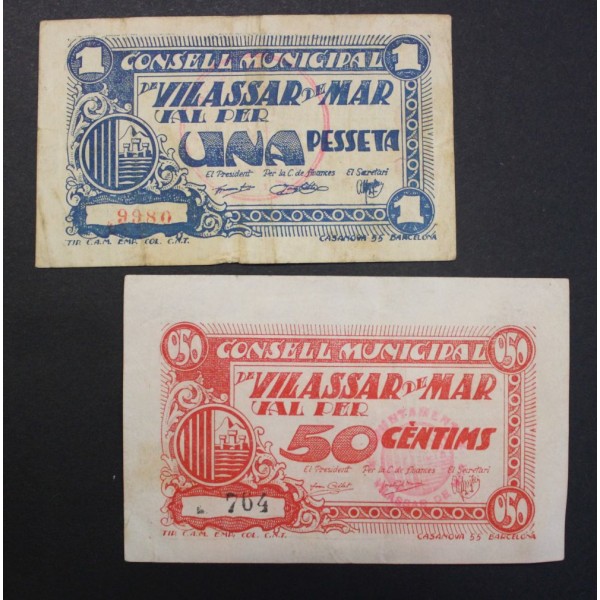 1 CONSELL MUNICIPAL 1
DE VILASSAR DE MAR
VAL PER
UNA PESSETA
El President Per la C. de Finances El Secretari
9980
1
TIP. C.A.M. EMP. COL. C.N.T. CASANOVA 55 BARCELONA
0'50 CONSELL MUNICIPAL 0'50
DE VILASSAR DE MAR
VAL PER
50 CÈNTIMS
El President Per la C. de Finances El Secretari
704
0'50
TIP. C.A.M. EMP. COL. C.N.T. CASANOVA 55 BARCELONA